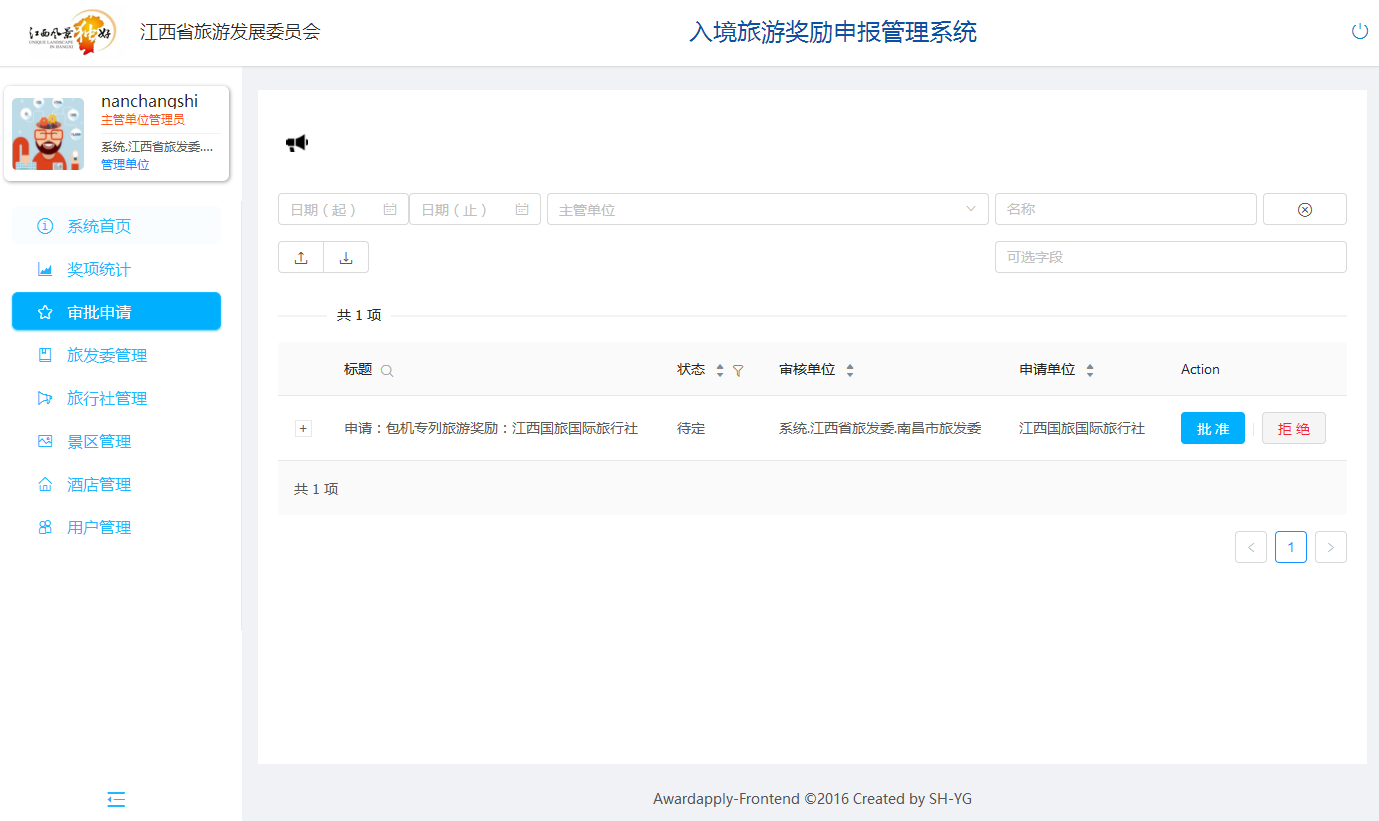 江西风景独好
UNIQUE LANDSCAPE
IN JIANGXI
江西省旅游发展委员会
入境旅游奖励申报管理系统
nanchangshi
主管单位管理员
系统.江西省旅发委....
管理单位
系统首页
奖项统计
审批申请
旅发委管理
旅行社管理
景区管理
酒店管理
用户管理
日期（起） 日期（止） 主管单位 名称
可选字段
共 1 项
标题 状态 审核单位 申请单位 Action
+ 申请：包机专列旅游奖励：江西国旅国际旅行社 待定 系统.江西省旅发委.南昌市旅发委 江西国旅国际旅行社 批 准 拒 绝
共 1 项
< 1 >
Awardapply-Frontend ©2016 Created by SH-YG